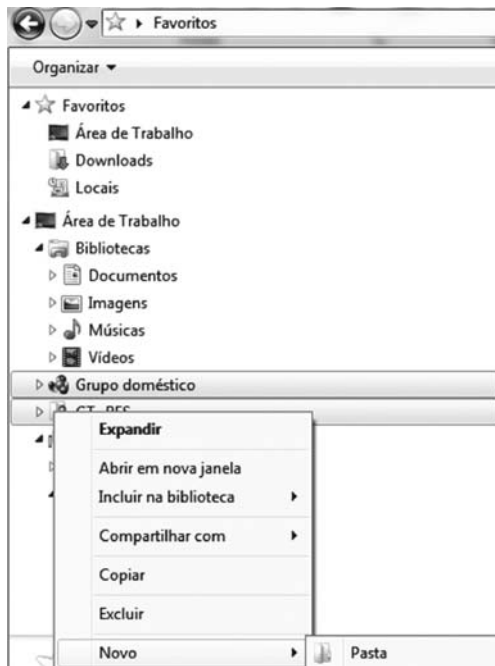 Favoritos
Organizar
Favoritos
Área de Trabalho
Downloads
Locais
Área de Trabalho
Bibliotecas
Documentos
Imagens
Músicas
Vídeos
Grupo doméstico
Expandir
Abrir em nova janela
Incluir na biblioteca
Compartilhar com
Copiar
Excluir
Novo
Pasta